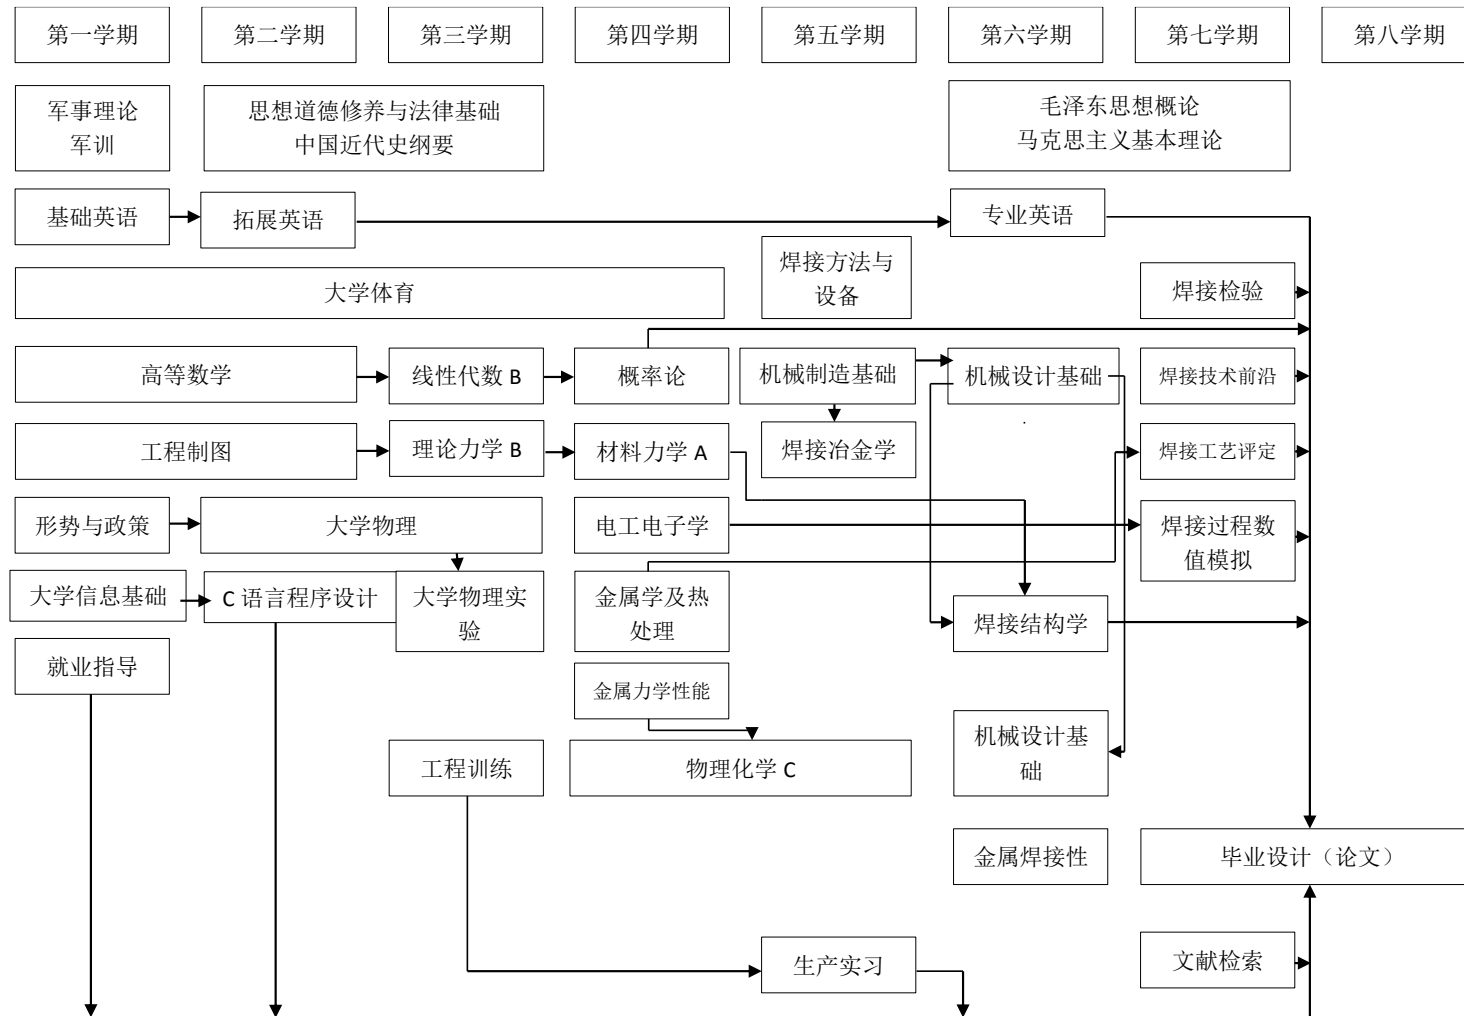 第一学期
第二学期
第三学期
第四学期
第五学期
第六学期
第七学期
第八学期
军事理论
军训
思想道德修养与法律基础
中国近代史纲要
毛泽东思想概论
马克思主义基本理论
基础英语
拓展英语
专业英语
大学体育
焊接方法与
设备
焊接检验
高等数学
线性代数 B
概率论
机械制造基础
机械设计基础
焊接技术前沿
工程制图
理论力学 B
材料力学 A
焊接冶金学
焊接工艺评定
形势与政策
大学物理
电工电子学
焊接过程数
值模拟
大学信息基础
C 语言程序设计
大学物理实
验
金属学及热
处理
焊接结构学
就业指导
金属力学性能
机械设计基
础
工程训练
物理化学 C
金属焊接性
毕业设计（论文）
生产实习
文献检索